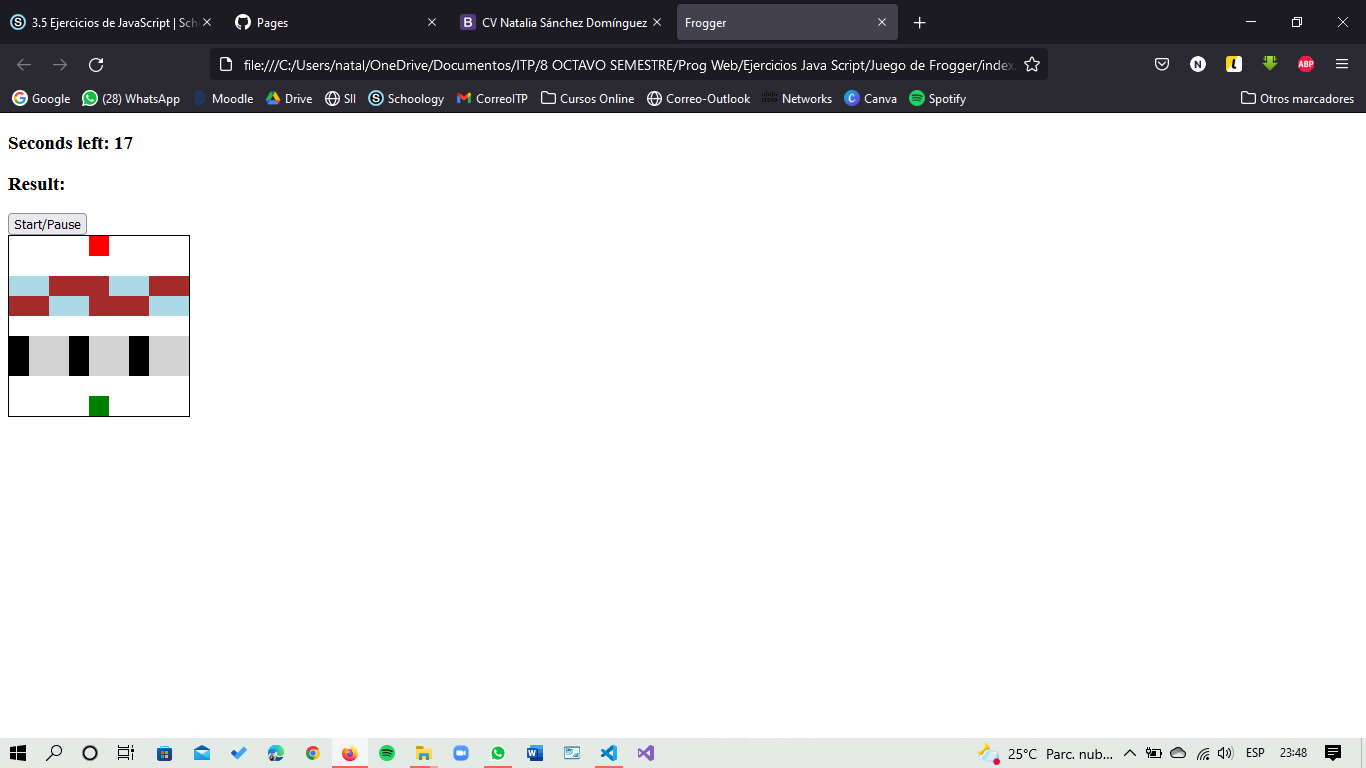 3.5 Ejercicios de JavaScript | Sch
Pages
CV Natalia Sánchez Domínguez
Frogger
file:///C:/Users/natal/OneDrive/Documentos/ITP/8 OCTAVO SEMESTRE/Prog Web/Ejercicios Java Script/Juego de Frogger/index.
N
ABP
Google
(28) WhatsApp
Moodle
Drive
SII
Schoology
CorreoITP
Cursos Online
Correo-Outlook
Networks
Canva
Spotify
Otros marcadores
Seconds left: 17
Result:
Start/Pause
25°C Parc. nub...
ESP
23:48